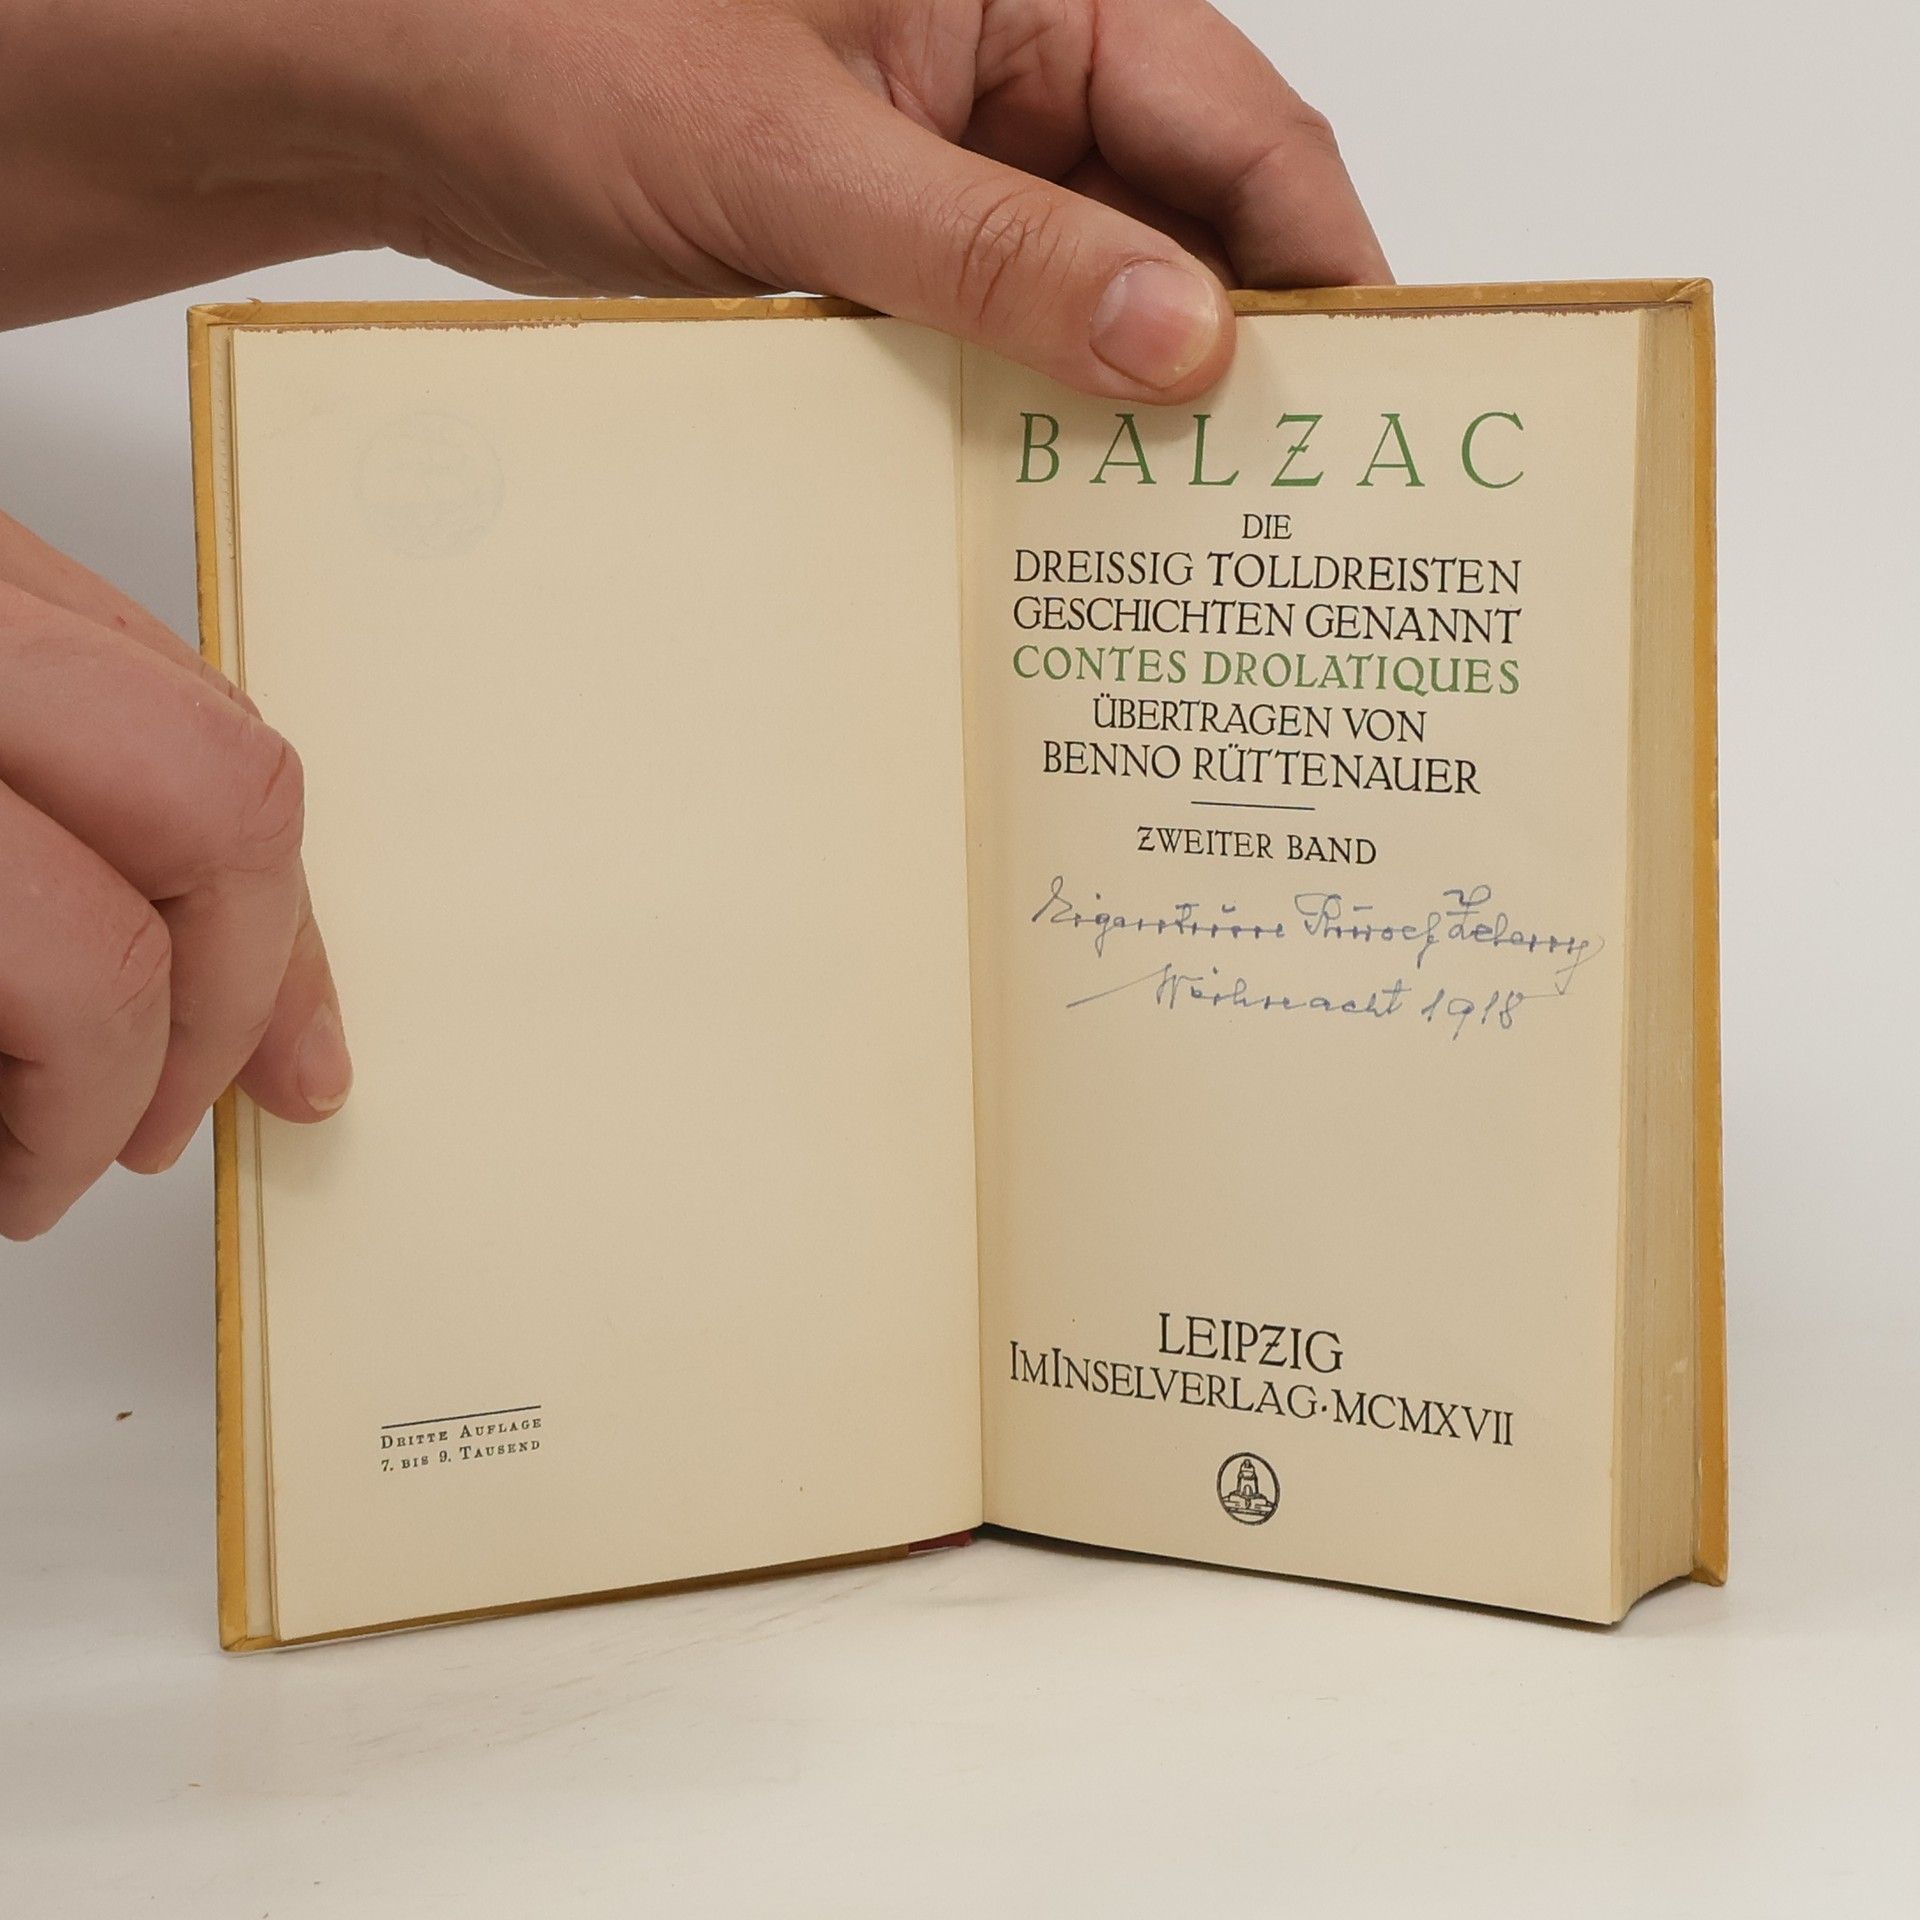 DRITTE AUFLAGE
7. BIS 9. TAUSEND
BALZAC
DIE
DREISSIG TOLLDREISTEN
GESCHICHTEN GENANNT
CONTES DROLATIQUES
ÜBERTRAGEN VON
BENNO RÜTTENAUER
ZWEITER BAND
Weihnacht 1918
LEIPZIG
IM INSELVERLAG·MCMXVII